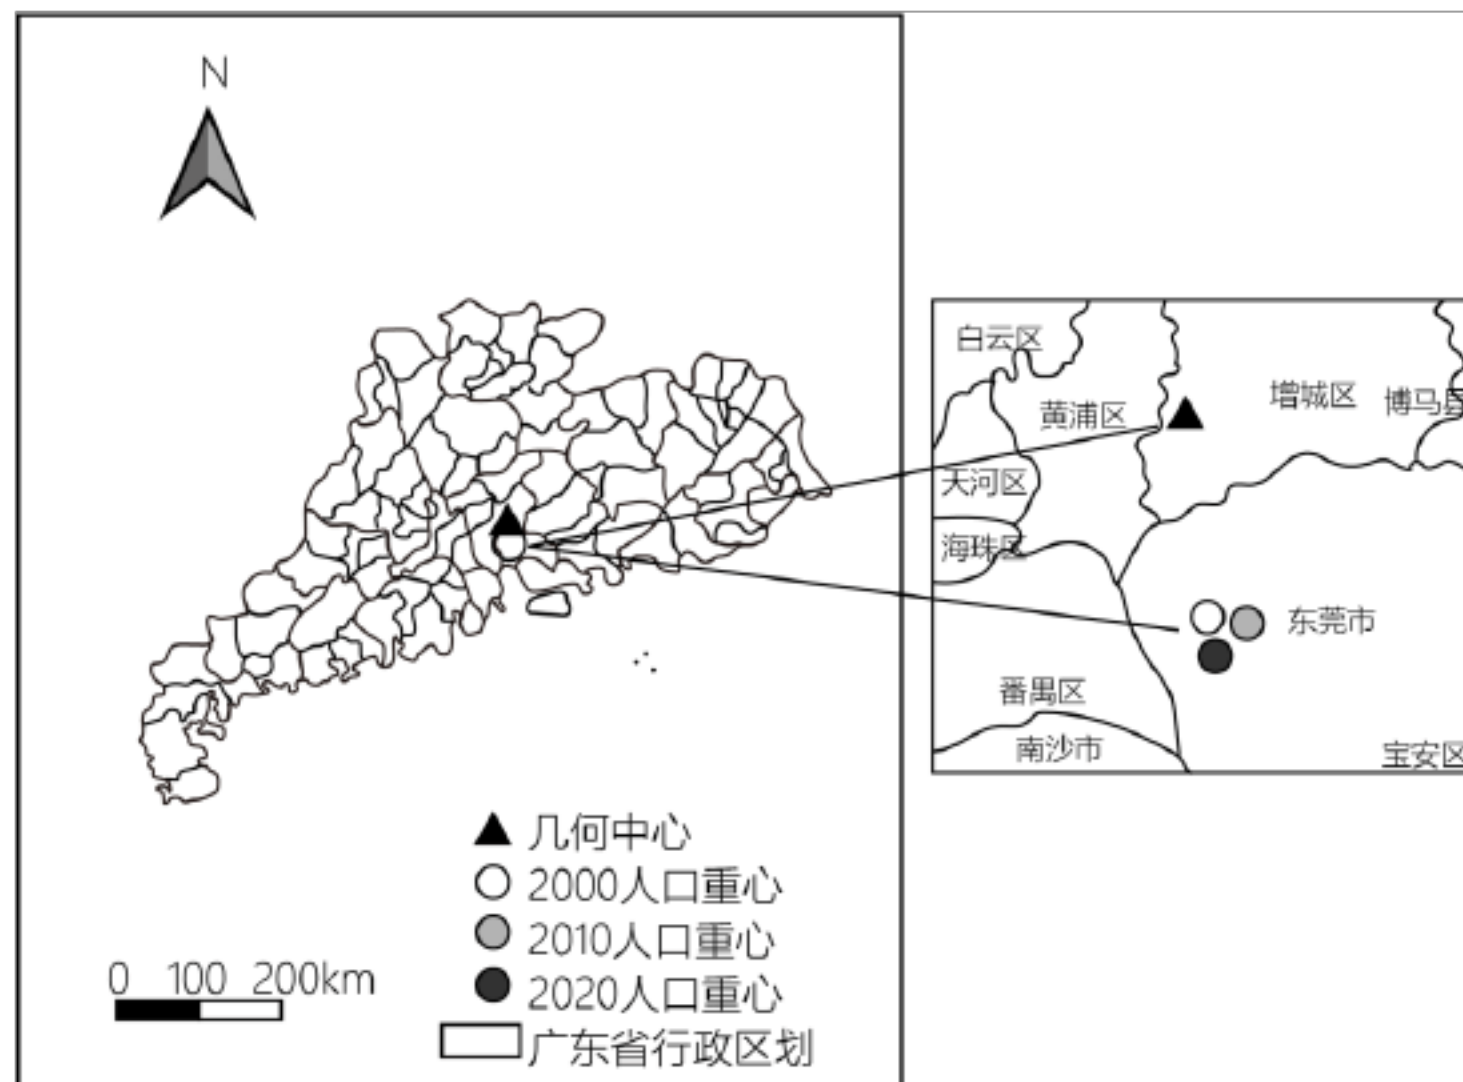 N
白云区
黄浦区
增城区
博马县
天河区
海珠区
东莞市
番禺区
南沙市
宝安区
几何中心
2000人口重心
2010人口重心
2020人口重心
0 100 200km
广东省行政区划